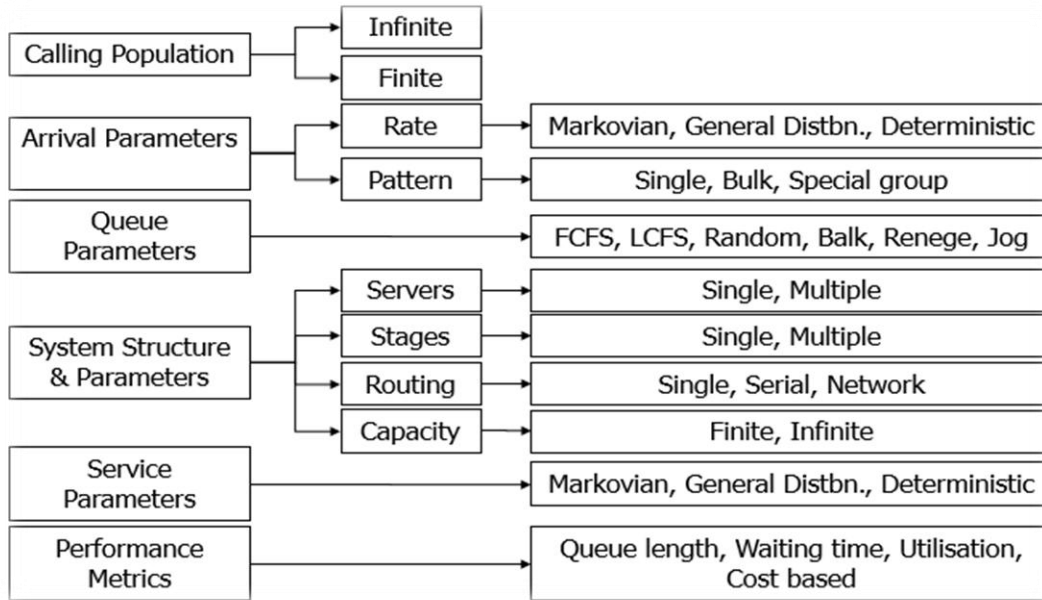 Calling Population
Infinite
Finite
Arrival Parameters
Rate
Markovian, General Distbn., Deterministic
Pattern
Single, Bulk, Special group
Queue
Parameters
FCFS, LCFS, Random, Balk, Renege, Jog
System Structure
& Parameters
Servers
Single, Multiple
Stages
Single, Multiple
Routing
Single, Serial, Network
Capacity
Finite, Infinite
Service
Parameters
Markovian, General Distbn., Deterministic
Performance
Metrics
Queue length, Waiting time, Utilisation,
Cost based